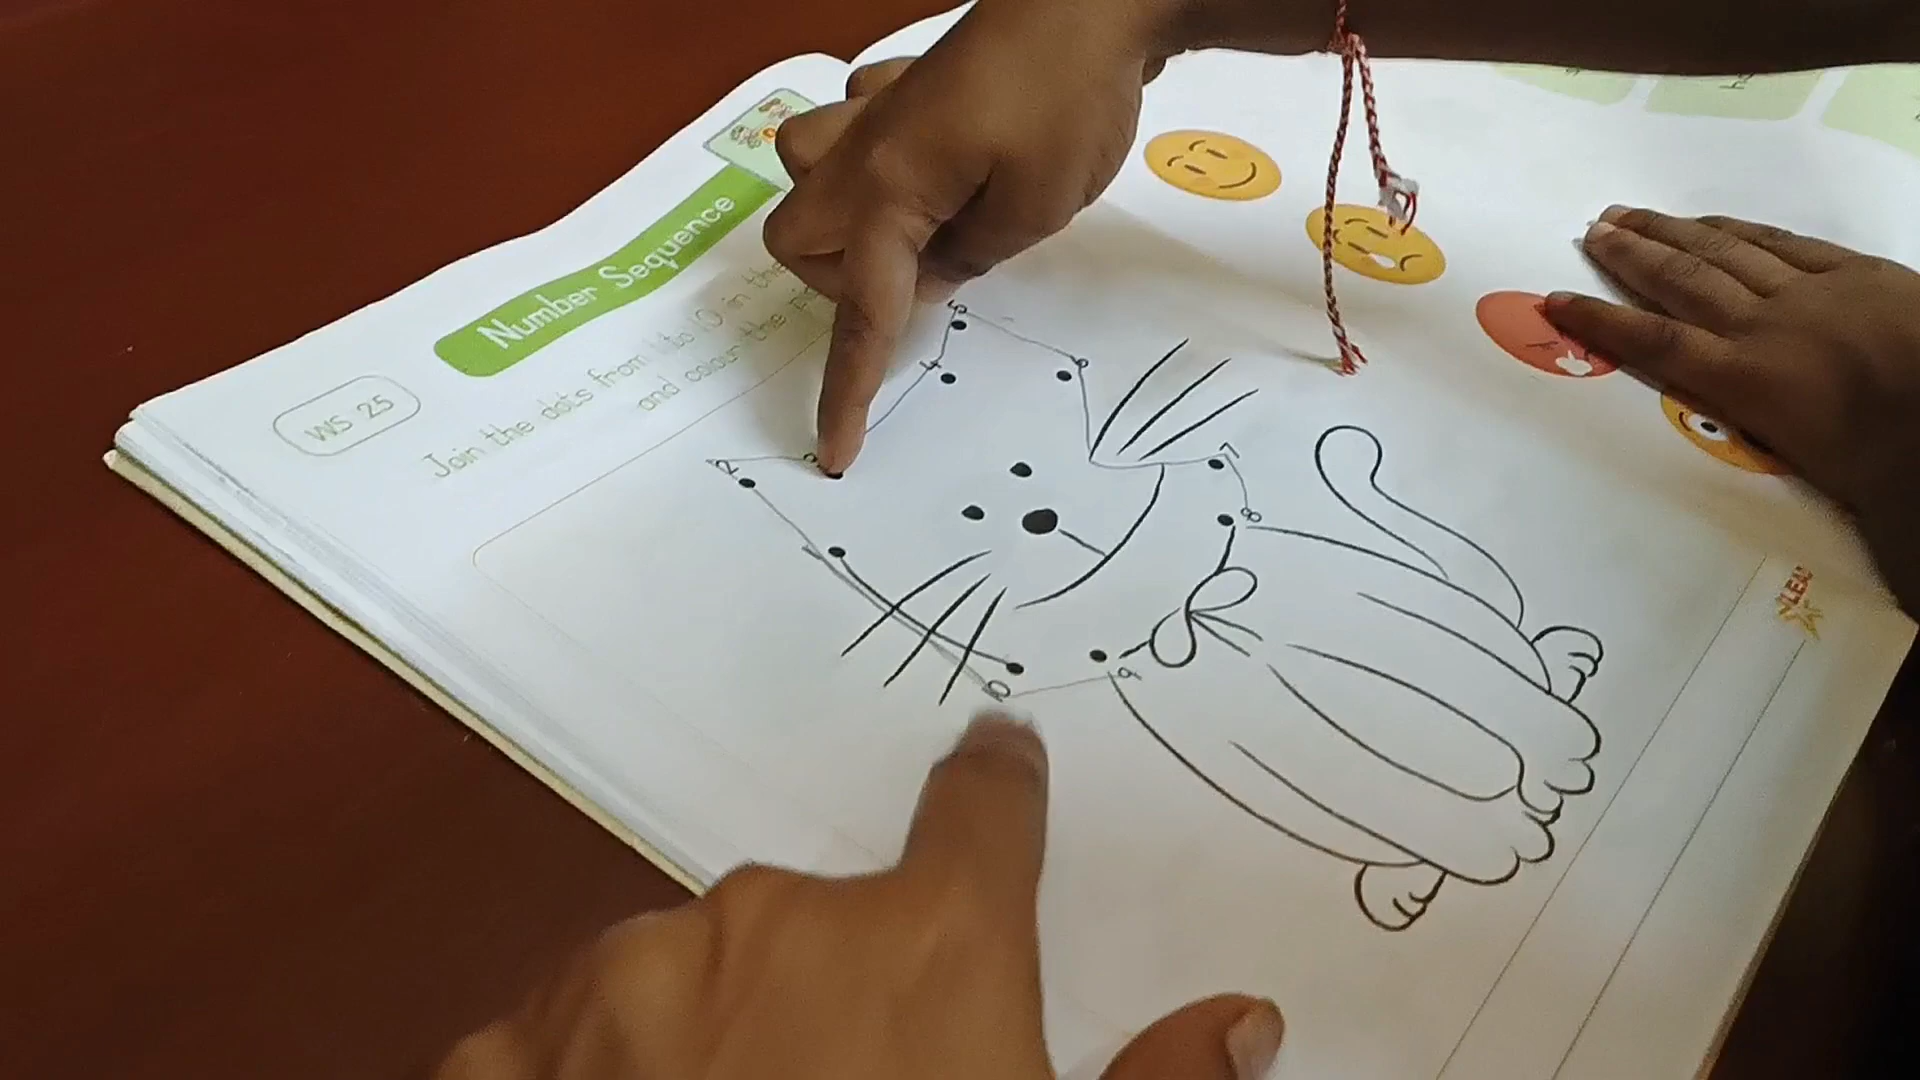 Number Sequence
WS 25
Join the dots from 1 to 10 in the
and colour the
5
4
6
2
3
7
8
1
10
9
LEA